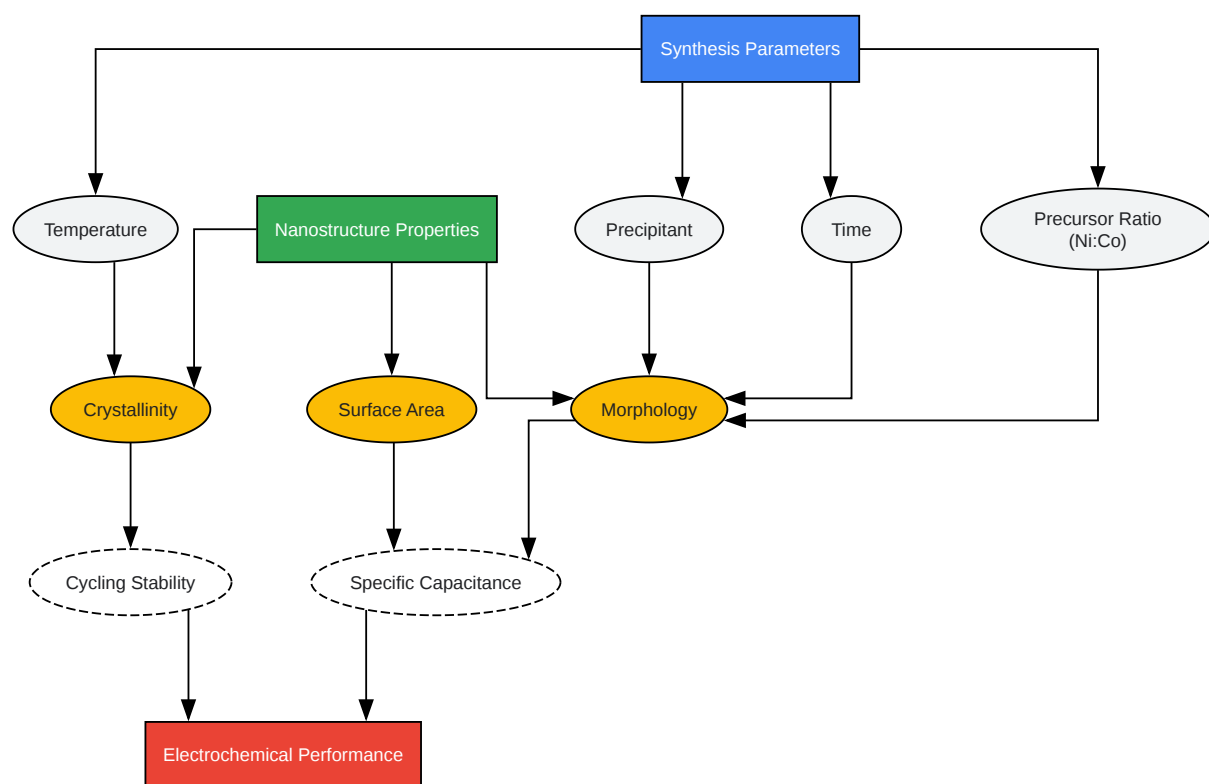 Synthesis Parameters
Temperature
Nanostructure Properties
Precipitant
Time
Precursor Ratio
(Ni:Co)
Crystallinity
Surface Area
Morphology
Cycling Stability
Specific Capacitance
Electrochemical Performance